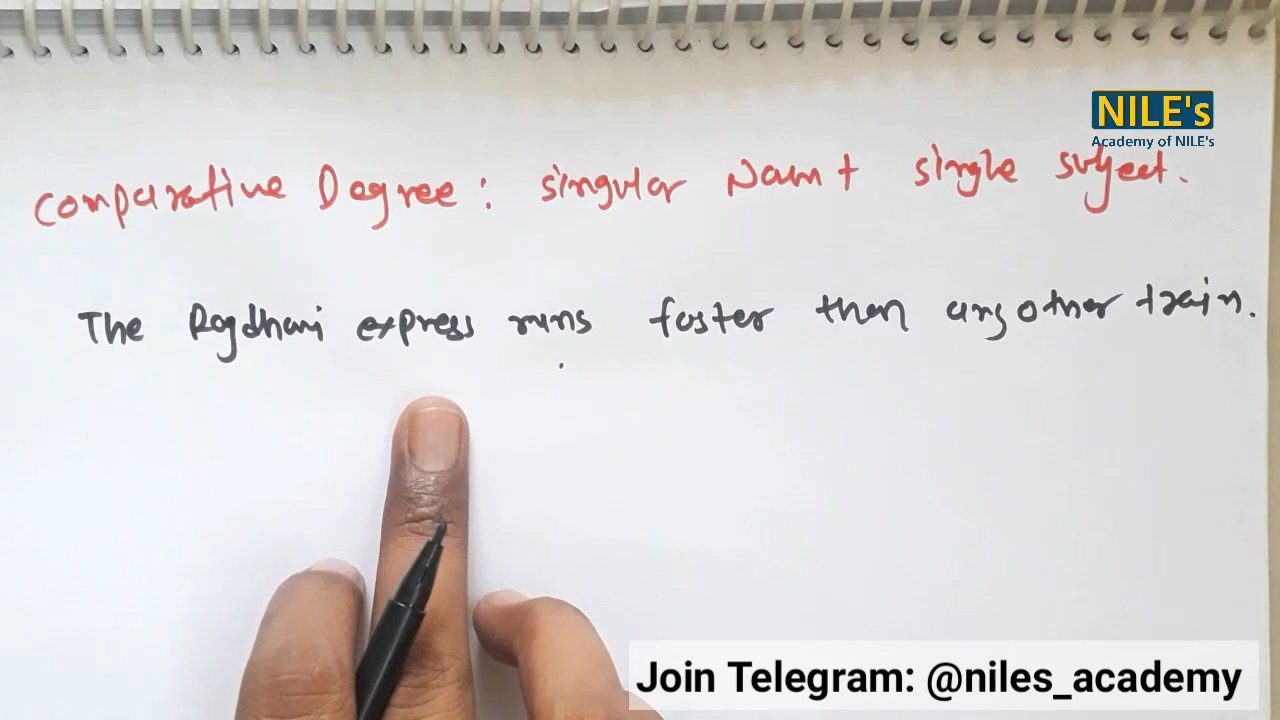 NILE's
Academy of NILE's
Comparative Degree: singular Noun + single subject.
The Rajdhani express runs faster than any other train.
Join Telegram: @niles_academy